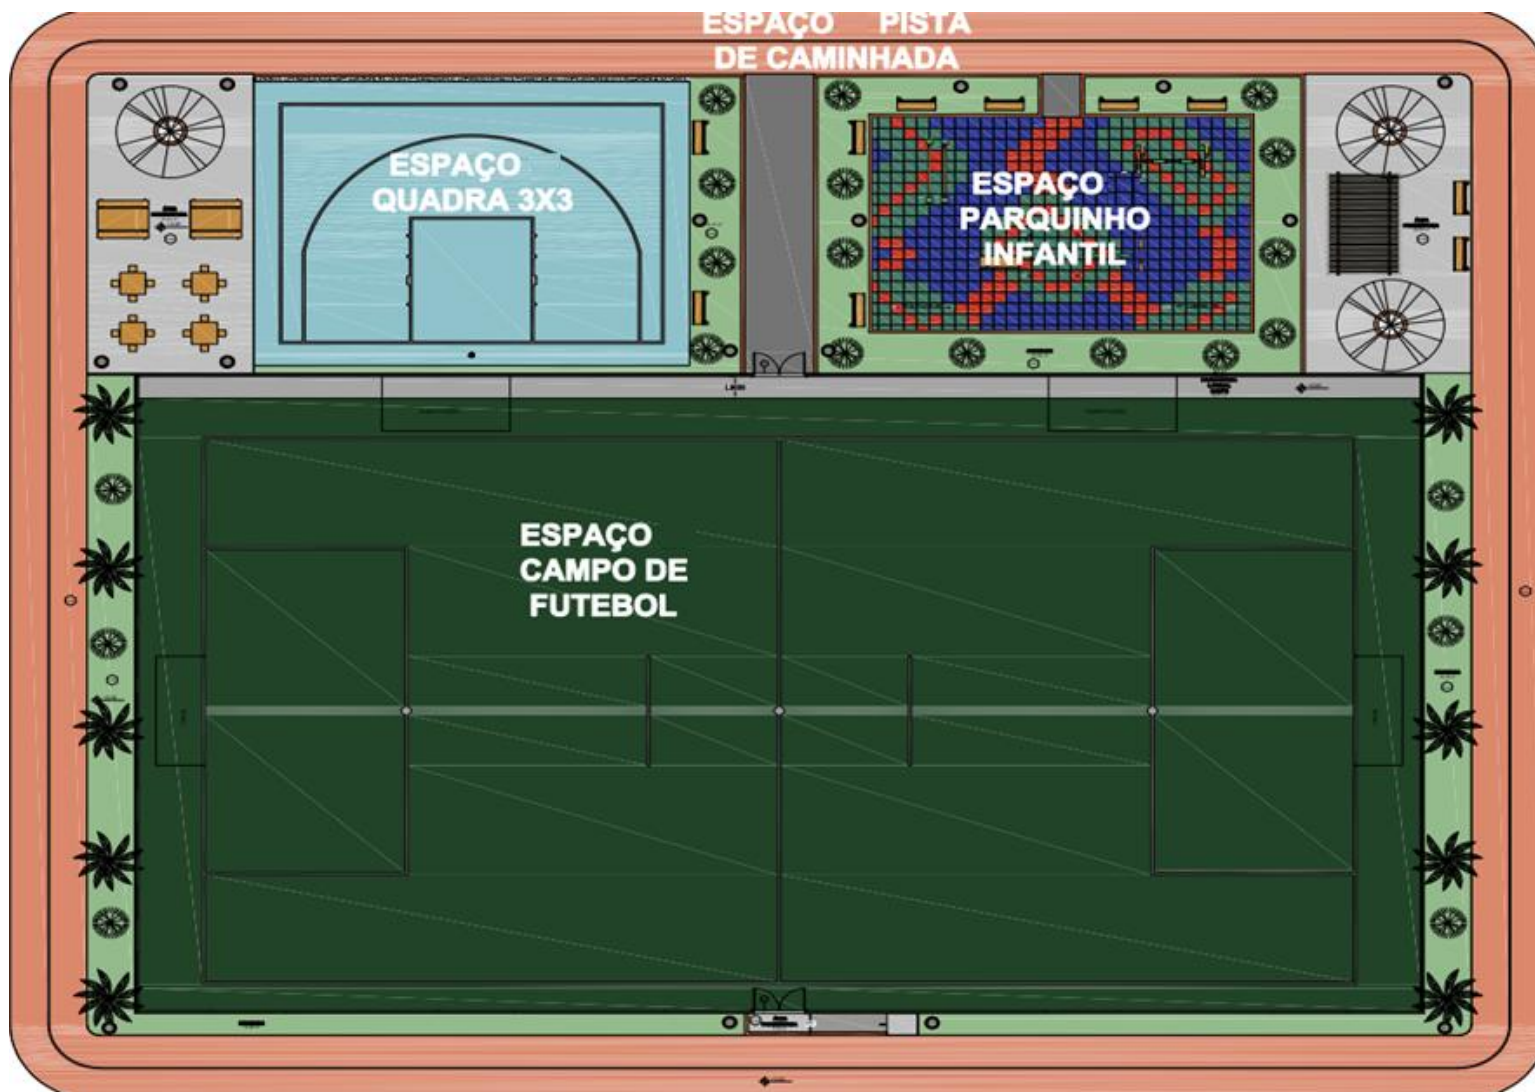 ESPAÇO PISTA
DE CAMINHADA
ESPAÇO
QUADRA 3X3
ESPAÇO
PARQUINHO
INFANTIL
ESPAÇO
CAMPO DE
FUTEBOL